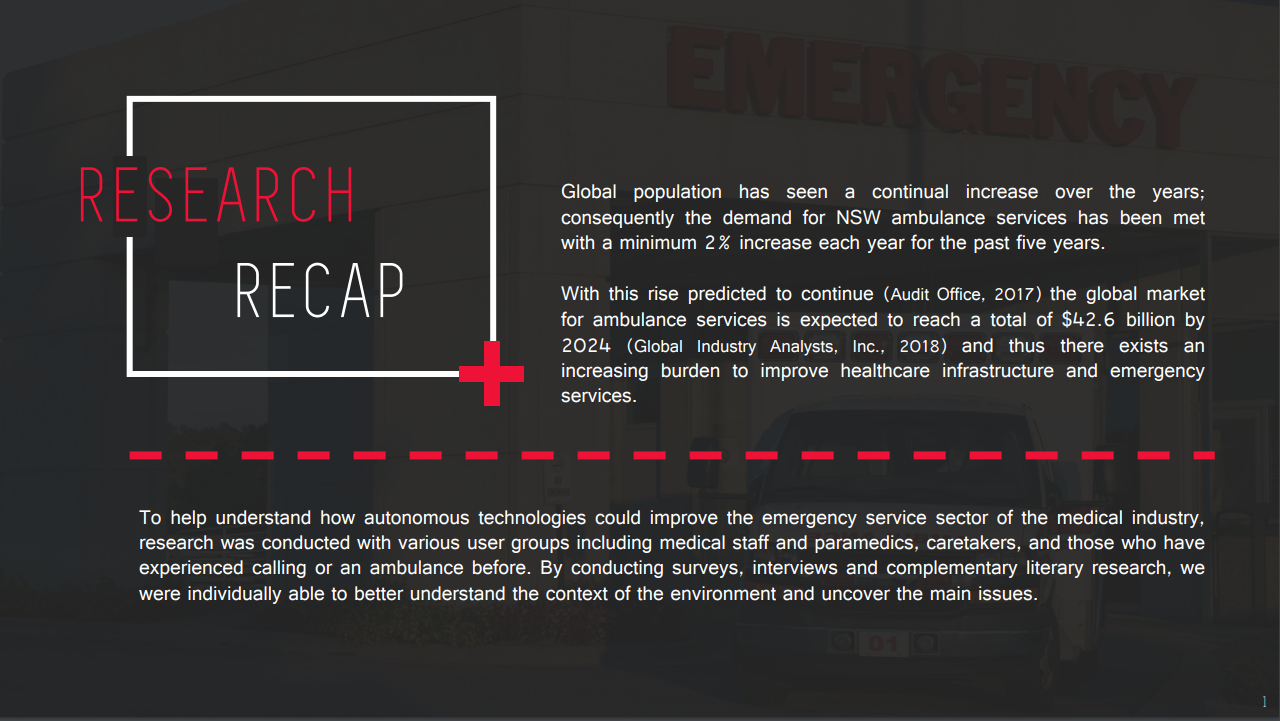 EMERGENCY
RESEARCH
RECAP
Global population has seen a continual increase over the years;
consequently the demand for NSW ambulance services has been met
with a minimum 2% increase each year for the past five years.
With this rise predicted to continue (Audit Office, 2017) the global market
for ambulance services is expected to reach a total of $42.6 billion by
2024 (Global Industry Analysts, Inc., 2018) and thus there exists an
increasing burden to improve healthcare infrastructure and emergency
services.
To help understand how autonomous technologies could improve the emergency service sector of the medical industry,
research was conducted with various user groups including medical staff and paramedics, caretakers, and those who have
experienced calling or an ambulance before. By conducting surveys, interviews and complementary literary research, we
were individually able to better understand the context of the environment and uncover the main issues.
01
1